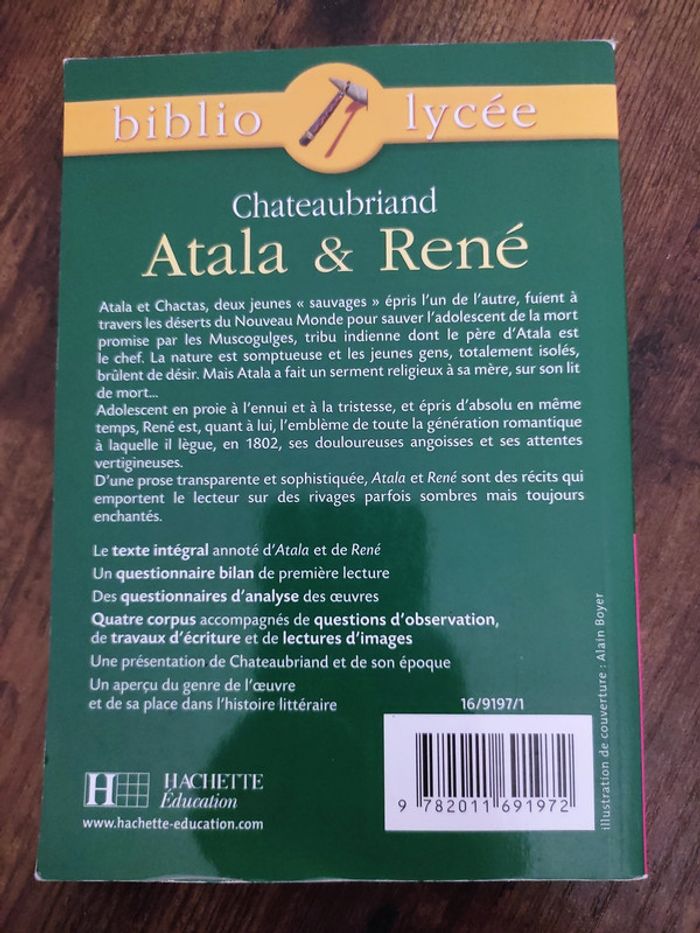 biblio lycée
Chateaubriand
Atala & René
Atala et Chactas, deux jeunes « sauvages » épris l'un de l'autre, fuient à
travers les déserts du Nouveau Monde pour sauver l'adolescent de la mort
promise par les Muscogulges, tribu indienne dont le père d'Atala est
le chef. La nature est somptueuse et les jeunes gens, totalement isolés,
brûlent de désir. Mais Atala a fait un serment religieux à sa mère, sur son lit
de mort...
Adolescent en proie à l'ennui et à la tristesse, et épris d'absolu en même
temps, René est, quant à lui, l'emblème de toute la génération romantique
à laquelle il lègue, en 1802, ses douloureuses angoisses et ses attentes
vertigineuses.
D'une prose transparente et sophistiquée, Atala et René sont des récits qui
emportent le lecteur sur des rivages parfois sombres mais toujours
enchantés.
Le texte intégral annoté d'Atala et de René
Un questionnaire bilan de première lecture
Des questionnaires d'analyse des œuvres
Quatre corpus accompagnés de questions d'observation,
de travaux d'écriture et de lectures d'images
Une présentation de Chateaubriand et de son époque
Un aperçu du genre de l'œuvre
et de sa place dans l'histoire littéraire
16/9197/1
HACHETTE
Éducation
www.hachette-education.com
9 782011 691972
illustration de couverture : Alain Boyer